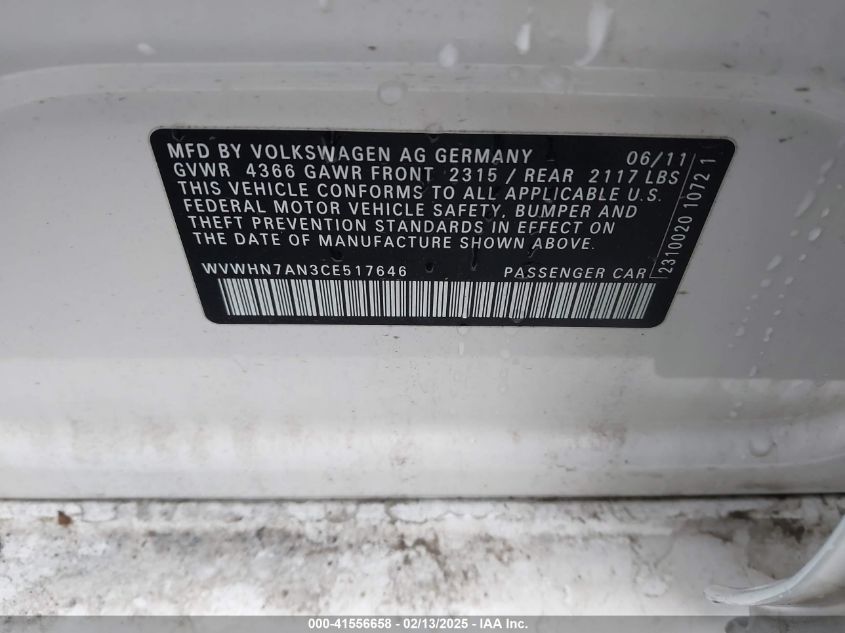 MFD BY VOLKSWAGEN AG GERMANY 06/11
GVWR 4366 GAWR FRONT 2315 / REAR 2117 LBS
THIS VEHICLE CONFORMS TO ALL APPLICABLE U.S.
FEDERAL MOTOR VEHICLE SAFETY, BUMPER AND
THEFT PREVENTION STANDARDS IN EFFECT ON
THE DATE OF MANUFACTURE SHOWN ABOVE.
WVWHN7AN3CE517646 PASSENGER CAR
2310020 1072 1
000-41556658 - 02/13/2025 - IAA Inc.